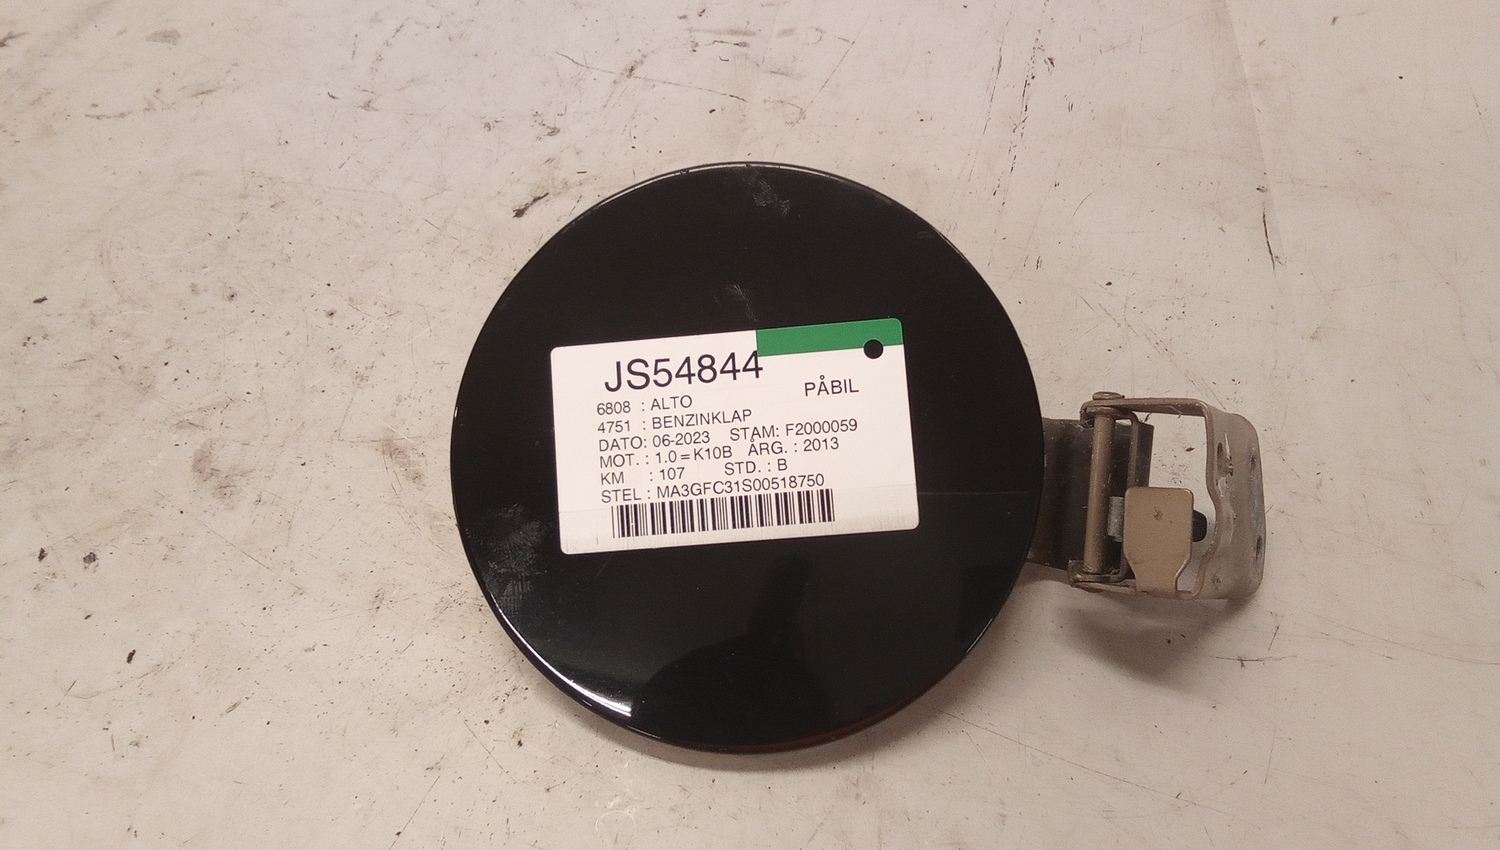 JS54844
PÅBIL
6808 : ALTO
4751 : BENZINKLAP
DATO: 06-2023 STAM: F2000059
MOT. : 1.0=K10B ÅRG. : 2013
KM : 107 STD. : B
STEL : MA3GFC31S00518750